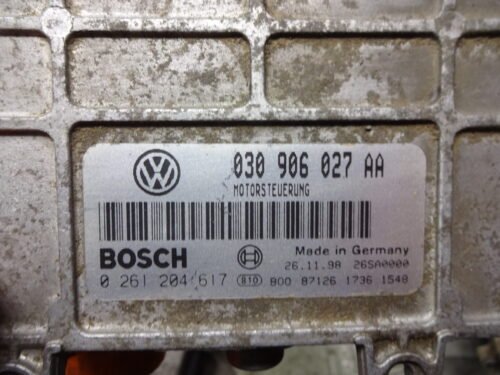 030 906 027 AA
MOTORSTEUERUNG
BOSCH
Made in Germany
26.11.98 26SA0000
0 261 204 617 810 800 87126 1736 1548